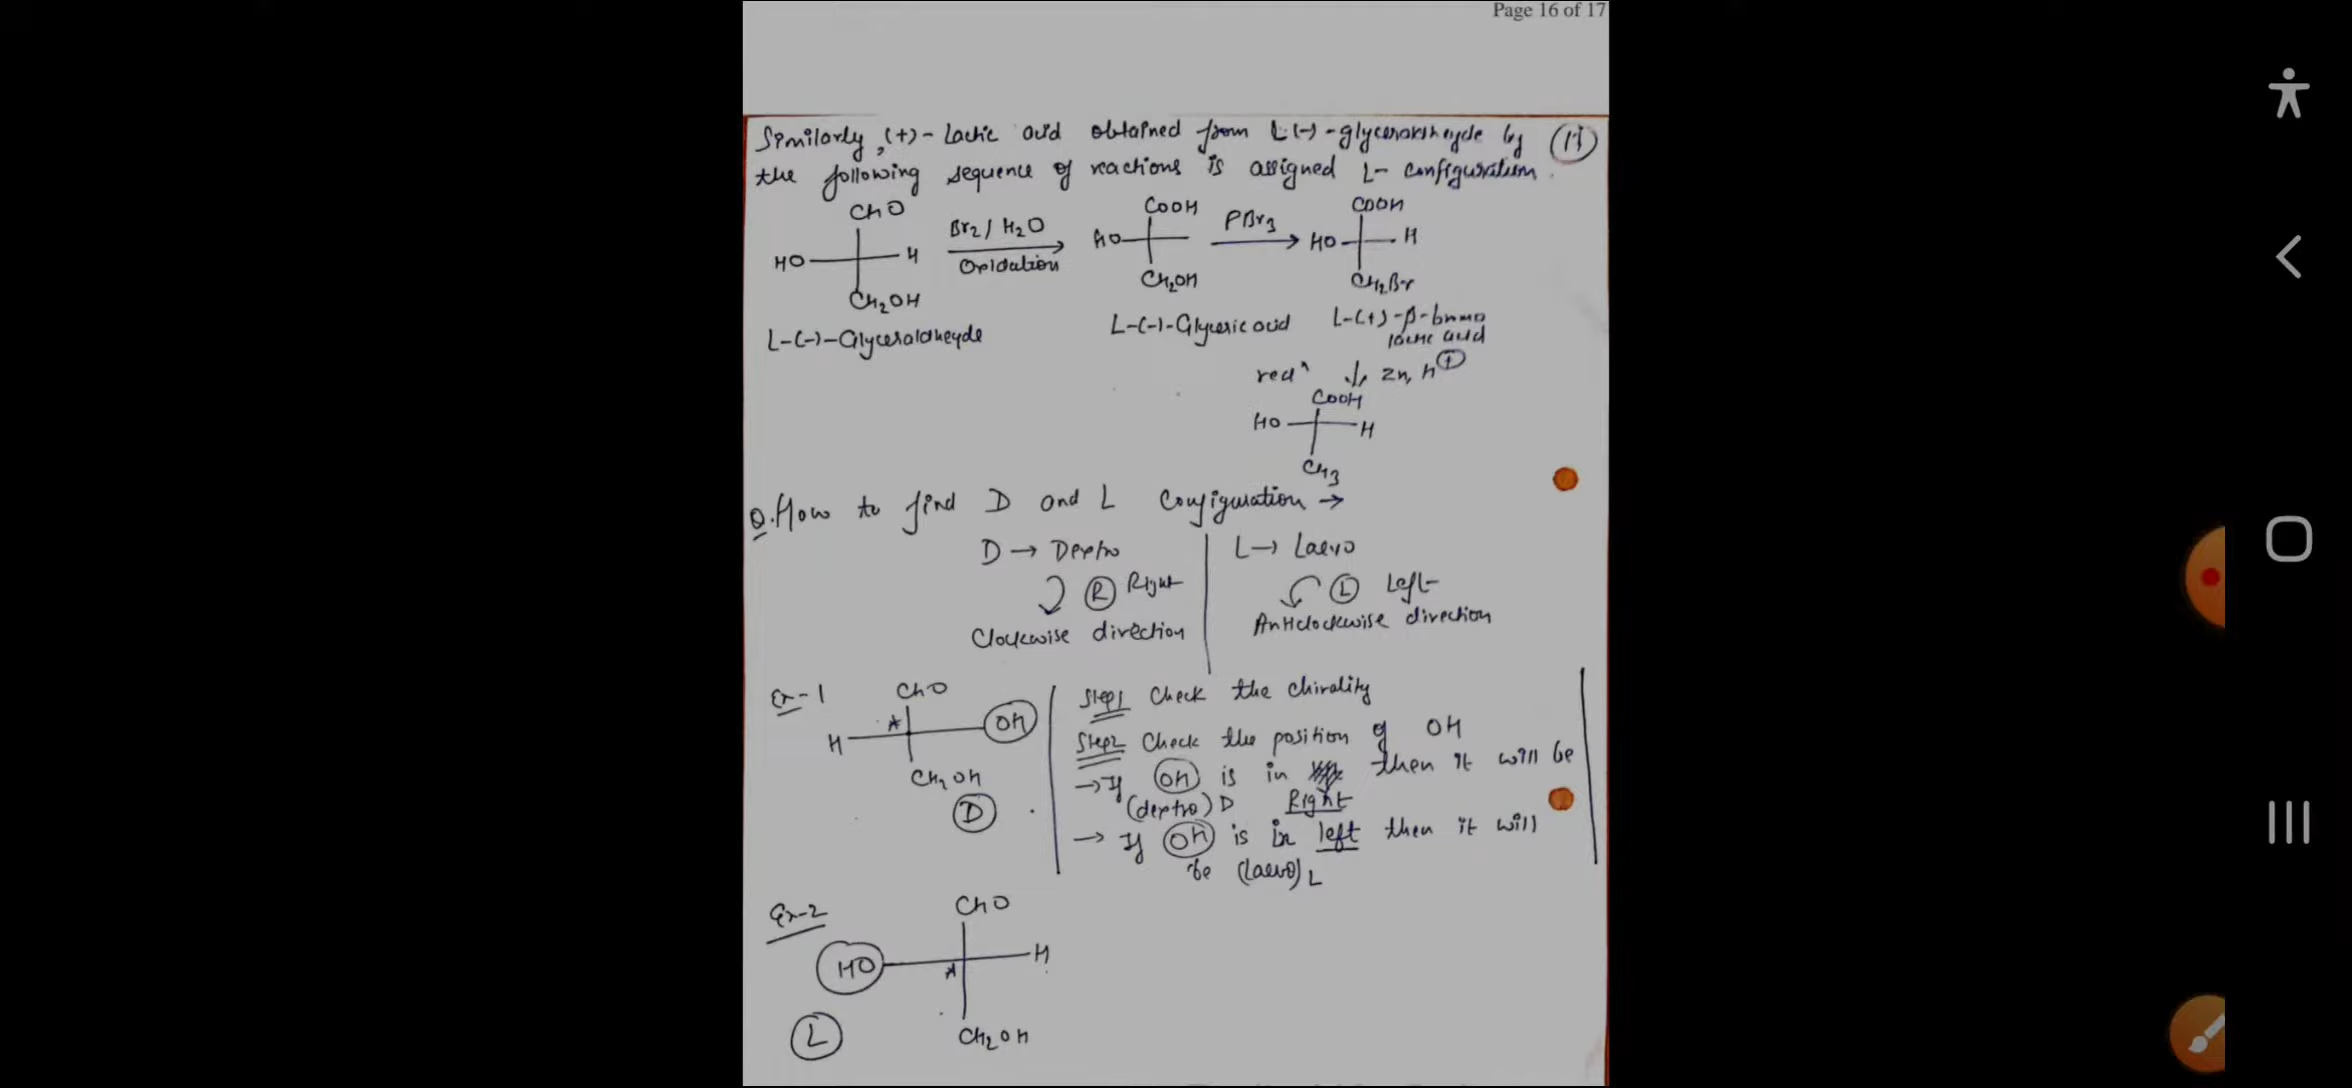 Page 16 of 17
Similarly, (+)- Lactic acid obtained from L(-)-glyceraldheyde by (11)
the following sequence of reactions is assigned L- configuration.
CHO
HO H
CH2OH
L-(-)-Glyceraldheyde
Br2/H2O
Oxidation
COOH
HO
CH2OH
L-(-)-Glyceric acid
PBr3
COOH
HO H
CH2Br
L-(+)-β-bromo
lactic acid
redn Zn, H+
COOH
HO H
CH3
Q. How to find D and L Configuration →
D → Dextro
R Right
Clockwise direction
L → Laevo
L Left
Anticlockwise direction
Ex-1
CHO
* H OH
CH2OH
D
Step1 Check the chirality
Step2 Check the position of OH
→ If OH is in then it will be
(dextro) D Right
→ If OH is in left then it will
be (laevo) L
Ex-2
CHO
HO * H
CH2OH
L